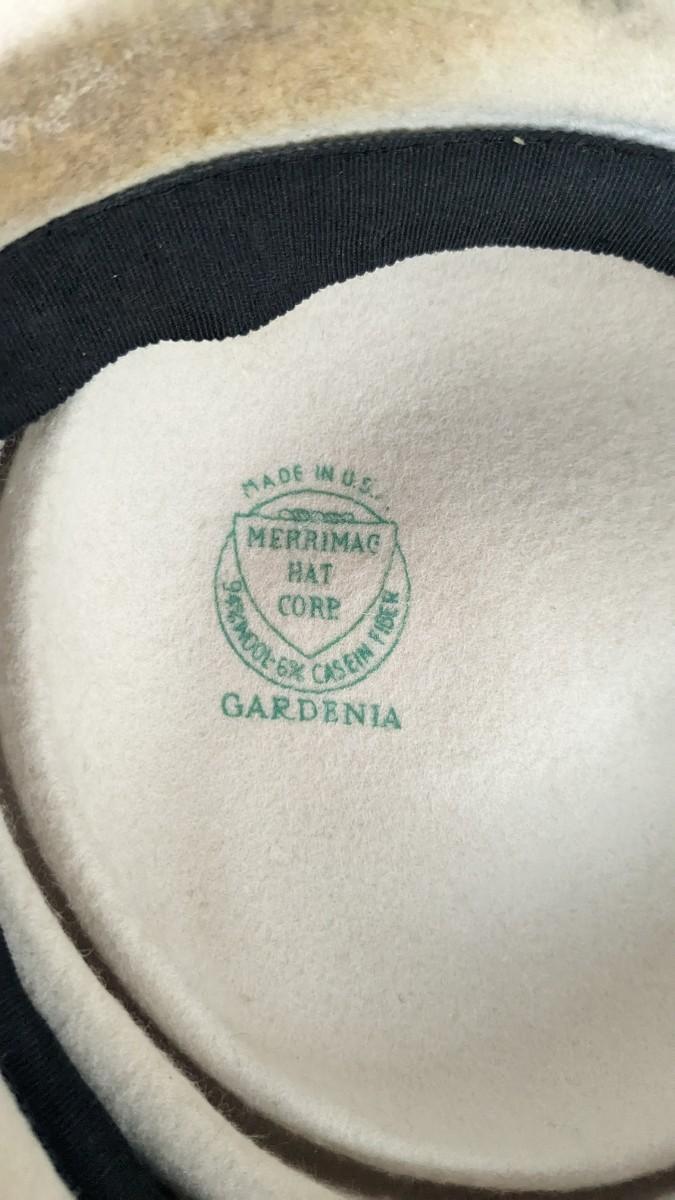 MADE IN U.S.A.
MERRIMAC
HAT
CORP.
94% WOOL-6% CASEIN FIBER
GARDENIA